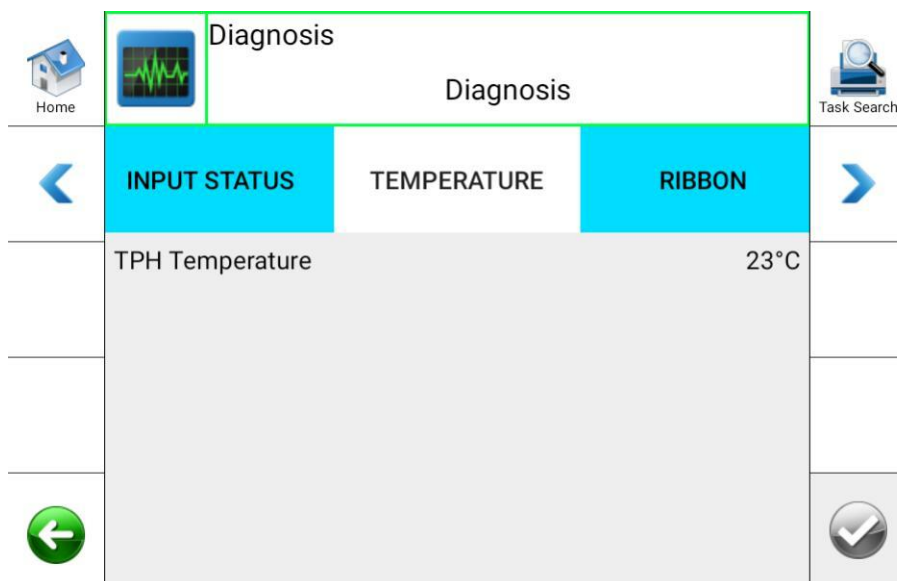 Diagnosis
Diagnosis
Home
Task Search
INPUT STATUS TEMPERATURE RIBBON
TPH Temperature 23°C